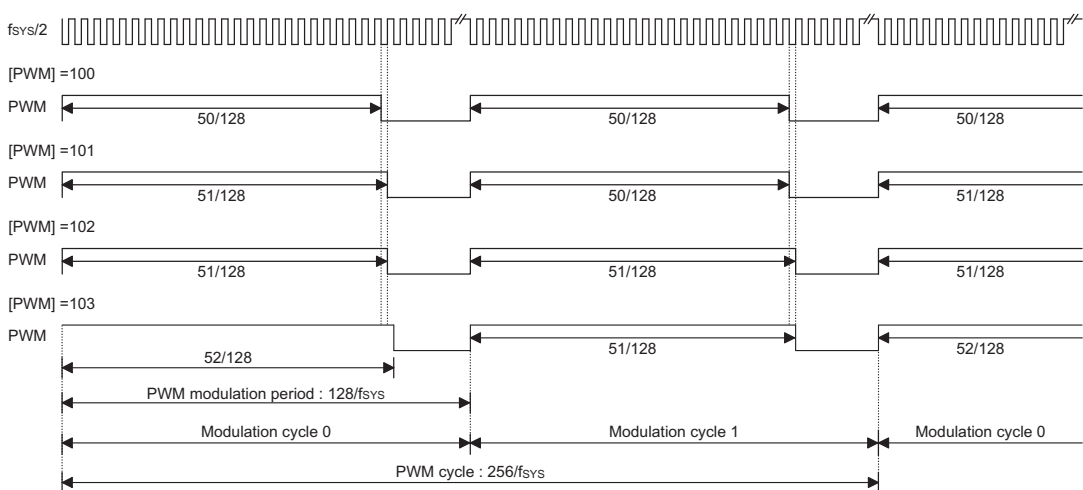 fSYS/2
[PWM] =100
PWM
50/128 50/128 50/128
[PWM] =101
PWM
51/128 50/128 51/128
[PWM] =102
PWM
51/128 51/128 51/128
[PWM] =103
PWM
52/128 51/128 52/128
PWM modulation period : 128/fSYS
Modulation cycle 0 Modulation cycle 1 Modulation cycle 0
PWM cycle : 256/fSYS